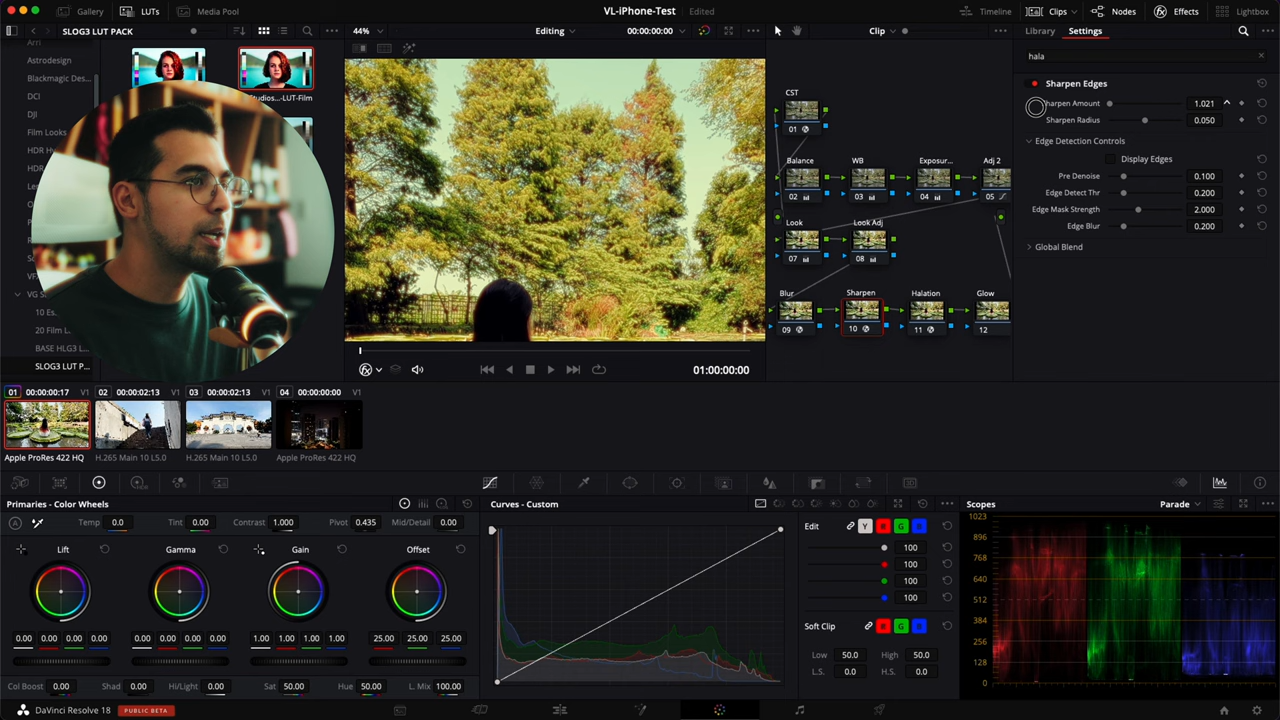 Gallery
LUTs
Media Pool
VL-iPhone-Test
Edited
Timeline
Clips
Nodes
Effects
Lightbox
SLOG3 LUT PACK
44%
Editing
00:00:00:00
Clip
Library
Settings
Arri
Astrodesign
Blackmagic Des...
DCI
DJI
Film Looks
HDR
VG
10 Es
20 Film L
BASE HLG3 L
SLOG3 LUT P...
Studios...-LUT-Film
CST
01
Balance
WB
Exposur...
Adj 2
02
03
04
05
Look
Look Adj
07
08
Blur
Sharpen
Halation
Glow
09
10
11
12
hala
Sharpen Edges
harpen Amount
1.021
Sharpen Radius
0.050
Edge Detection Controls
Display Edges
Pre Denoise
0.100
Edge Detect Thr
0.200
Edge Mask Strength
2.000
Edge Blur
0.200
Global Blend
01:00:00:00
01 00:00:00:17 V1
02 00:00:02:13 V1
03 00:00:02:13 V1
04 00:00:00:00 V1
Apple ProRes 422 HQ
H.265 Main 10 L5.0
H.265 Main 10 L5.0
Apple ProRes 422 HQ
Primaries - Color Wheels
Temp 0.0
Tint 0.00
Contrast 1.000
Pivot 0.435
Mid/Detail 0.00
Lift
Gamma
Gain
Offset
0.00 0.00 0.00 0.00
0.00 0.00 0.00 0.00
1.00 1.00 1.00 1.00
25.00 25.00 25.00
Col Boost 0.00
Shad 0.00
Hi/Light 0.00
Sat 50.00
Hue 50.00
L. Mix 100.00
Curves - Custom
Edit
Y R G B
100
100
100
100
Soft Clip
R G B
Low 50.0
High 50.0
L.S. 0.0
H.S. 0.0
Scopes
Parade
1023
896
768
640
512
384
256
128
0
DaVinci Resolve 18
PUBLIC BETA